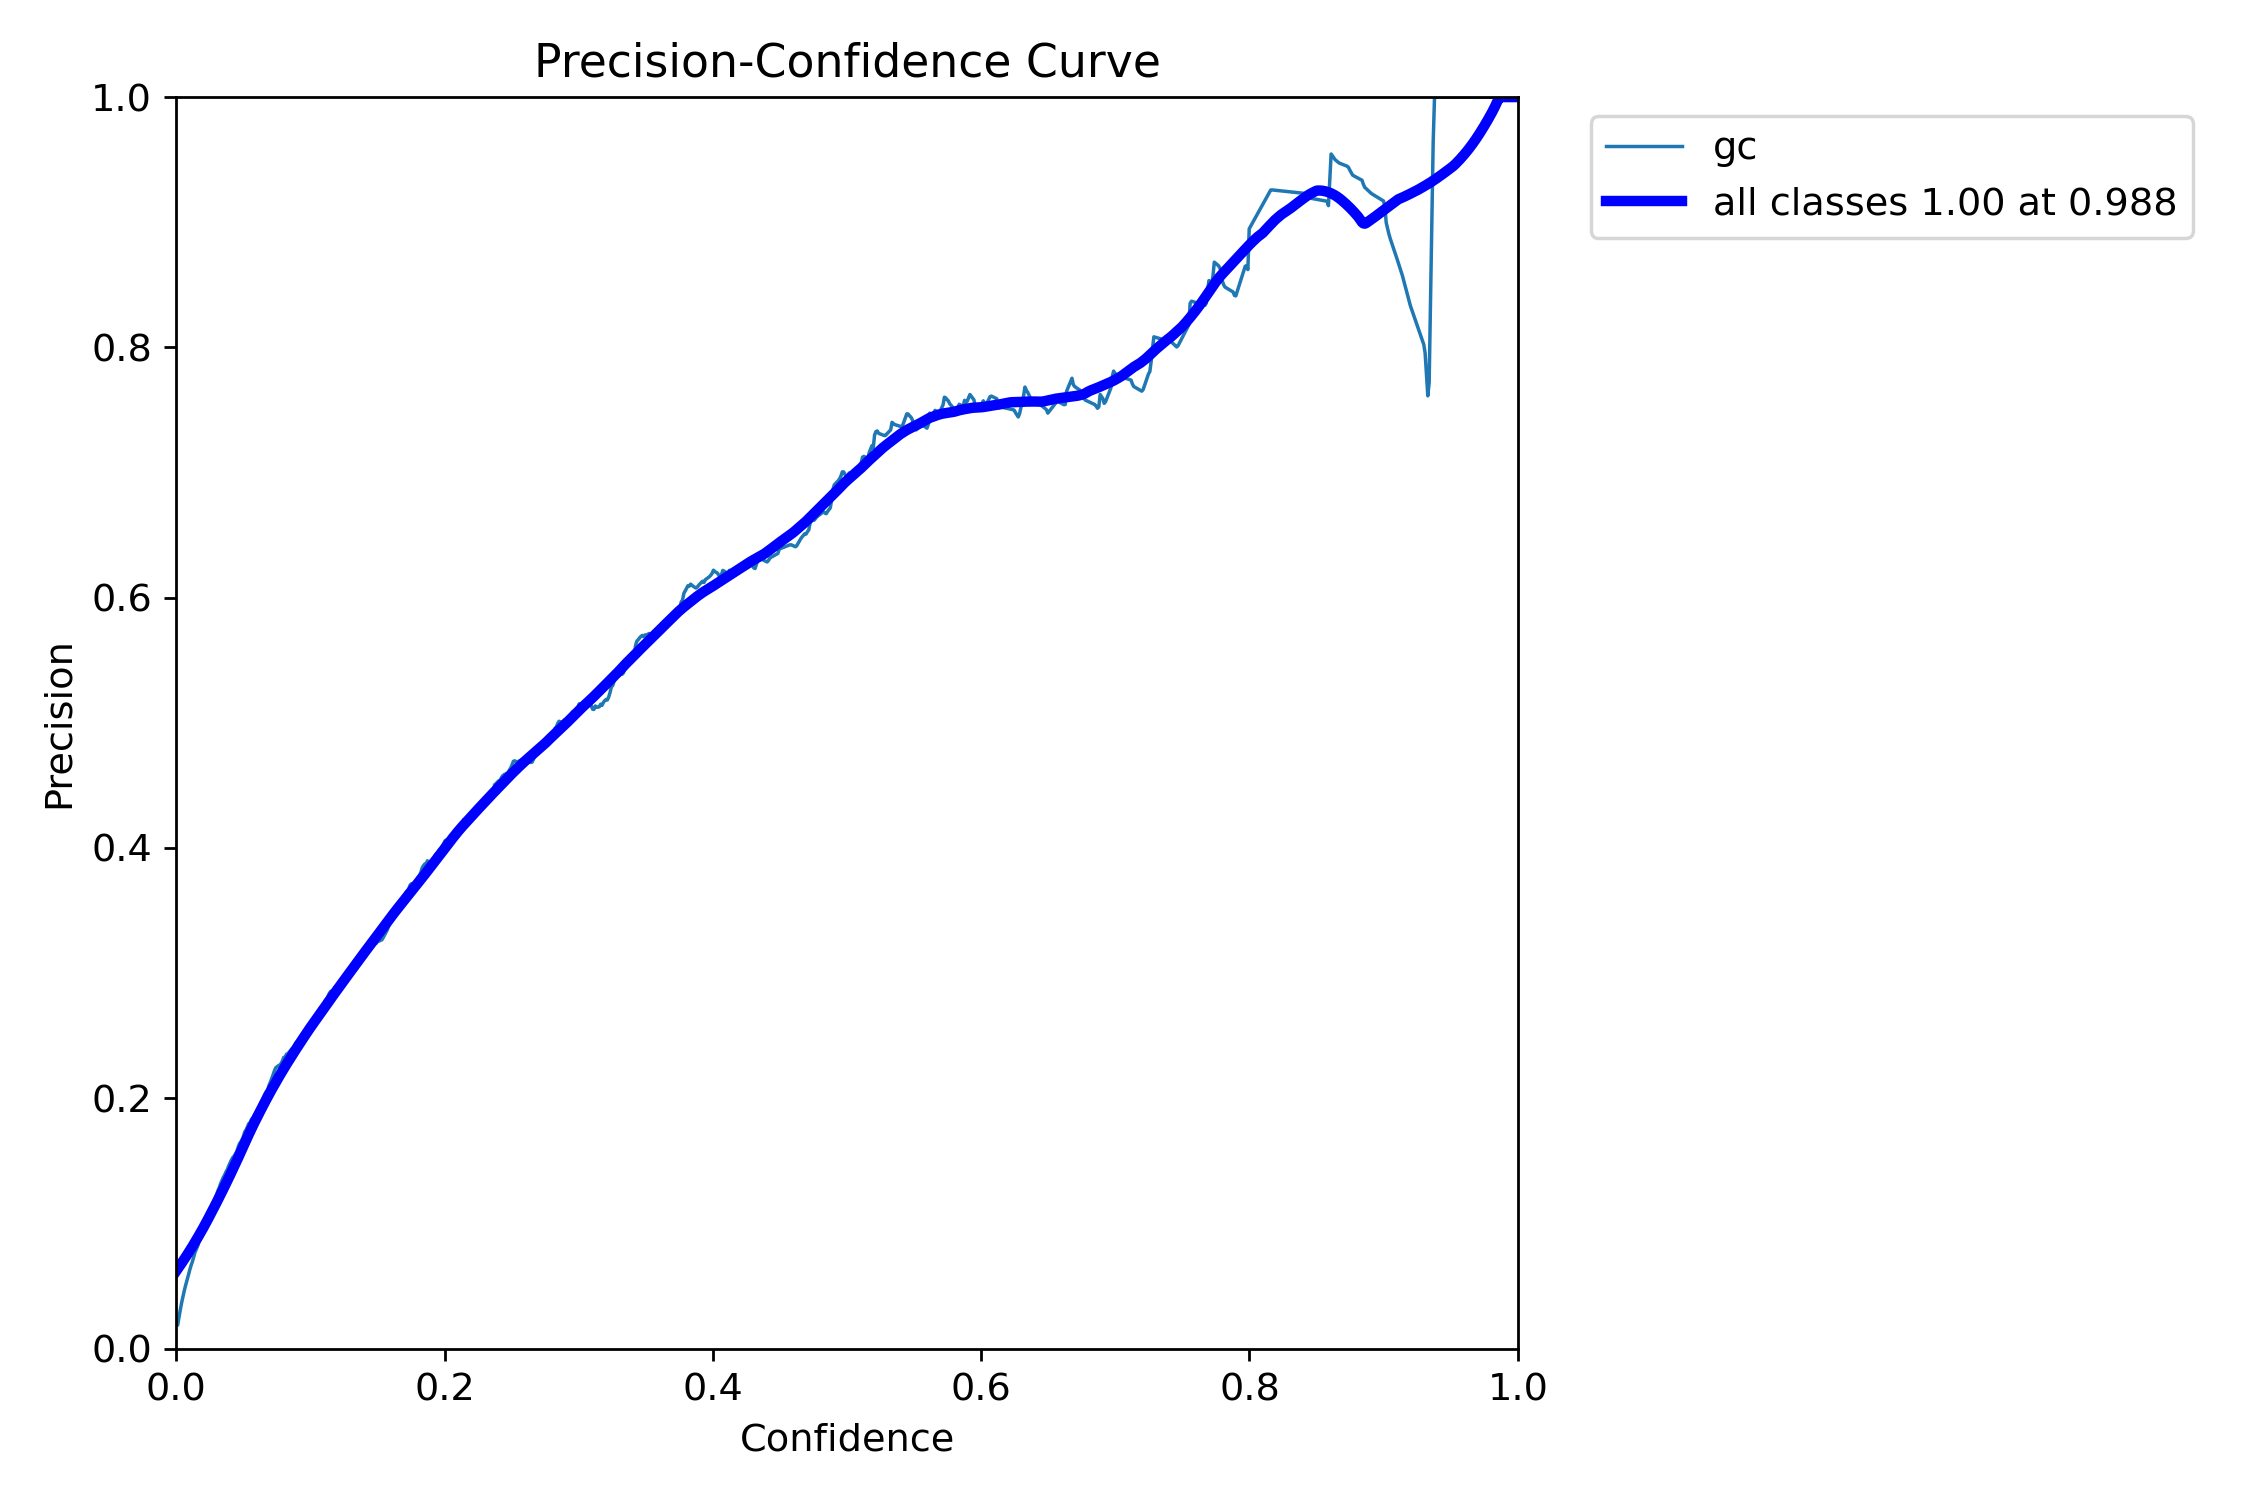 Precision-Confidence Curve
1.0
0.8
0.6
0.4
0.2
0.0
Precision
0.0 0.2 0.4 0.6 0.8 1.0
Confidence
gc
all classes 1.00 at 0.988